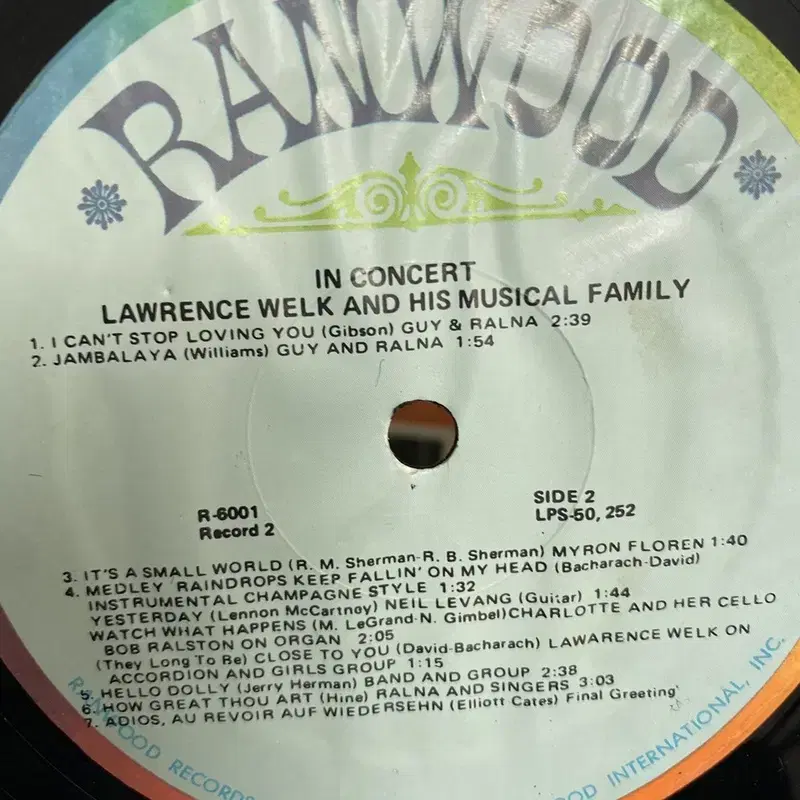 RANWOOD
IN CONCERT
LAWRENCE WELK AND HIS MUSICAL FAMILY
1. I CAN'T STOP LOVING YOU (Gibson) GUY & RALNA 2:39
2. JAMBALAYA (Williams) GUY AND RALNA 1:54
R-6001
Record 2
SIDE 2
LPS-50, 252
3. IT'S A SMALL WORLD (R. M. Sherman-R. B. Sherman) MYRON FLOREN 1:40
4. MEDLEY 'RAINDROPS KEEP FALLIN' ON MY HEAD (Bacharach-David)
INSTRUMENTAL CHAMPAGNE STYLE 1:32
YESTERDAY (Lennon McCartney) NEIL LEVANG (Guitar) 1:44
WATCH WHAT HAPPENS (M. LeGrand-N. Gimbel) CHARLOTTE AND HER CELLO
BOB RALSTON ON ORGAN 2:05
(They Long To Be) CLOSE TO YOU (David-Bacharach) LAWARENCE WELK ON
ACCORDION AND GIRLS GROUP 1:15
5. HELLO DOLLY (Jerry Herman) BAND AND GROUP 2:38
6. HOW GREAT THOU ART (Hine) RALNA AND SINGERS 3:03
7. ADIOS, AU REVOIR AUF WIEDERSEHN (Elliott Cates) Final Greeting'
RANWOOD RECORDS
OOD INTERNATIONAL, INC.